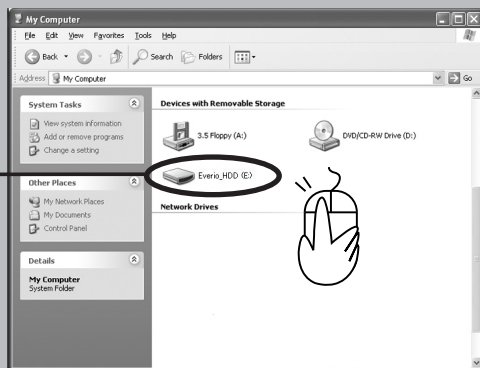 My Computer
File Edit View Favorites Tools Help
Back Search Folders
Address My Computer Go
System Tasks
View system information
Add or remove programs
Change a setting
Other Places
My Network Places
My Documents
Control Panel
Details
My Computer
System Folder
Devices with Removable Storage
3.5 Floppy (A:) DVD/CD-RW Drive (D:)
Everio_HDD (E:)
Network Drives